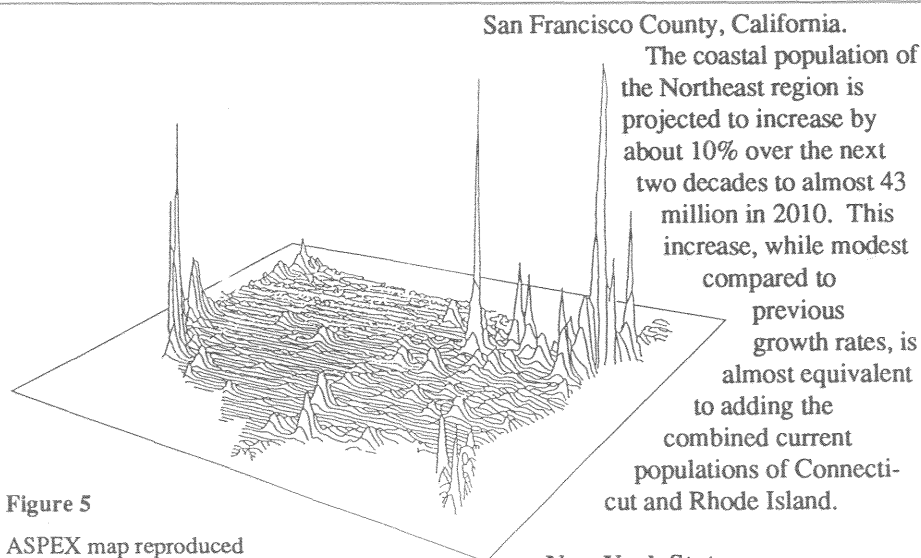 San Francisco County, California.
The coastal population of
the Northeast region is
projected to increase by
about 10% over the next
two decades to almost 43
million in 2010. This
increase, while modest
compared to
previous
growth rates, is
almost equivalent
to adding the
combined current
populations of Connecti-
cut and Rhode Island.
Figure 5
ASPEX map reproduced